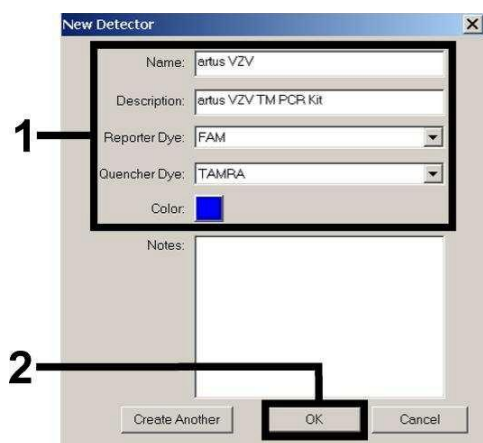 New Detector
Name: artus VZV
Description: artus VZV TM PCR Kit
1
Reporter Dye: FAM
Quencher Dye: TAMRA
Color:
Notes:
2
Create Another OK Cancel